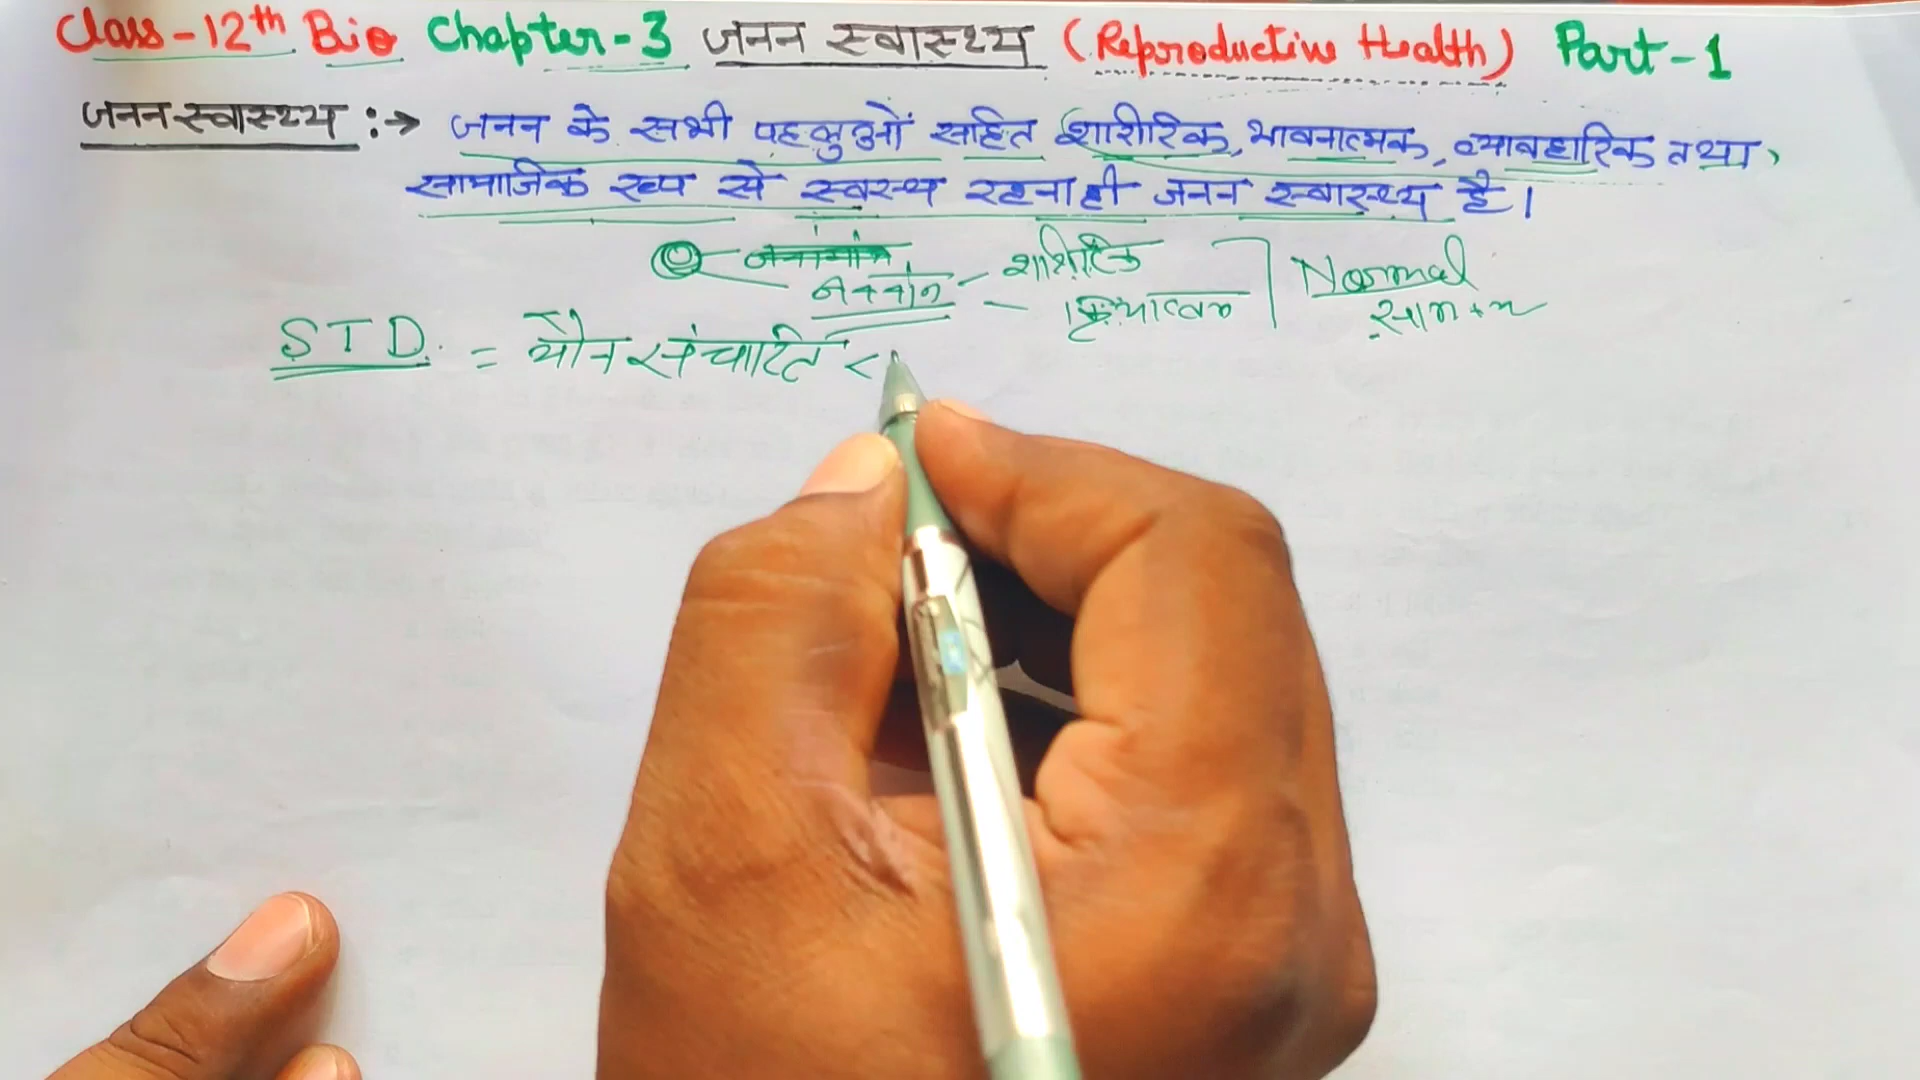 Class-12th Bio Chapter-3 जनन स्वास्थ्य (Reproductive Health) Part-1
जनन स्वास्थ्य :→ जनन के सभी पहलुओं सहित शारीरिक, भावनात्मक, व्यावहारिक तथा,
सामाजिक रूप से स्वस्थ रहना ही जनन स्वास्थ्य है।
शारीरिक
Normal
STD. = यौन संचारित